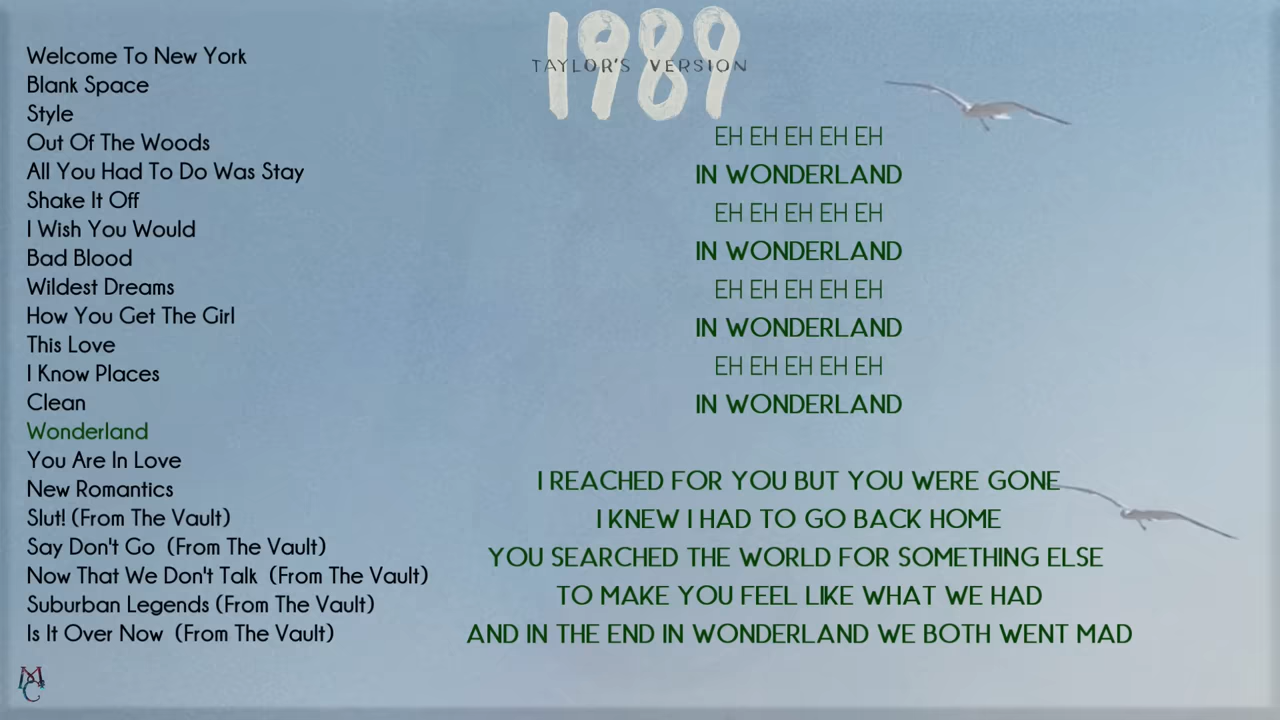 1989
TAYLOR'S VERSION
Welcome To New York
Blank Space
Style
Out Of The Woods
All You Had To Do Was Stay
Shake It Off
I Wish You Would
Bad Blood
Wildest Dreams
How You Get The Girl
This Love
I Know Places
Clean
Wonderland
You Are In Love
New Romantics
Slut! (From The Vault)
Say Don't Go (From The Vault)
Now That We Don't Talk (From The Vault)
Suburban Legends (From The Vault)
Is It Over Now (From The Vault)
MC
EH EH EH EH EH
IN WONDERLAND
EH EH EH EH EH
IN WONDERLAND
EH EH EH EH EH
IN WONDERLAND
EH EH EH EH EH
IN WONDERLAND
I REACHED FOR YOU BUT YOU WERE GONE
I KNEW I HAD TO GO BACK HOME
YOU SEARCHED THE WORLD FOR SOMETHING ELSE
TO MAKE YOU FEEL LIKE WHAT WE HAD
AND IN THE END IN WONDERLAND WE BOTH WENT MAD